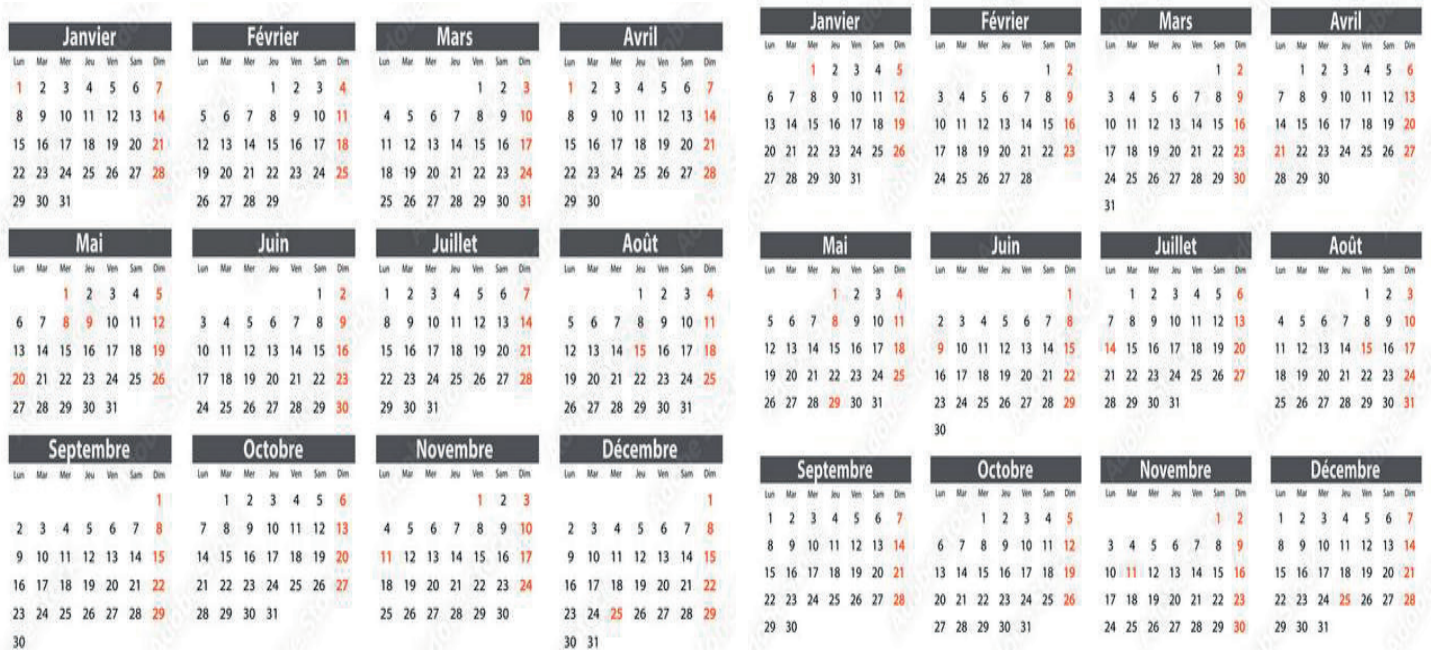 Janvier
Lun Mar Mer Jeu Ven Sam Dim
1 2 3 4 5 6 7
8 9 10 11 12 13 14
15 16 17 18 19 20 21
22 23 24 25 26 27 28
29 30 31
Février
Lun Mar Mer Jeu Ven Sam Dim
1 2 3 4
5 6 7 8 9 10 11
12 13 14 15 16 17 18
19 20 21 22 23 24 25
26 27 28 29
Mars
Lun Mar Mer Jeu Ven Sam Dim
1 2 3
4 5 6 7 8 9 10
11 12 13 14 15 16 17
18 19 20 21 22 23 24
25 26 27 28 29 30 31
Avril
Lun Mar Mer Jeu Ven Sam Dim
1 2 3 4 5 6 7
8 9 10 11 12 13 14
15 16 17 18 19 20 21
22 23 24 25 26 27 28
29 30
Mai
Lun Mar Mer Jeu Ven Sam Dim
1 2 3 4 5
6 7 8 9 10 11 12
13 14 15 16 17 18 19
20 21 22 23 24 25 26
27 28 29 30 31
Juin
Lun Mar Mer Jeu Ven Sam Dim
1 2
3 4 5 6 7 8 9
10 11 12 13 14 15 16
17 18 19 20 21 22 23
24 25 26 27 28 29 30
Juillet
Lun Mar Mer Jeu Ven Sam Dim
1 2 3 4 5 6 7
8 9 10 11 12 13 14
15 16 17 18 19 20 21
22 23 24 25 26 27 28
29 30 31
Août
Lun Mar Mer Jeu Ven Sam Dim
1 2 3 4
5 6 7 8 9 10 11
12 13 14 15 16 17 18
19 20 21 22 23 24 25
26 27 28 29 30 31
Septembre
Lun Mar Mer Jeu Ven Sam Dim
1
2 3 4 5 6 7 8
9 10 11 12 13 14 15
16 17 18 19 20 21 22
23 24 25 26 27 28 29
30
Octobre
Lun Mar Mer Jeu Ven Sam Dim
1 2 3 4 5 6
7 8 9 10 11 12 13
14 15 16 17 18 19 20
21 22 23 24 25 26 27
28 29 30 31
Novembre
Lun Mar Mer Jeu Ven Sam Dim
1 2 3
4 5 6 7 8 9 10
11 12 13 14 15 16 17
18 19 20 21 22 23 24
25 26 27 28 29 30
Décembre
Lun Mar Mer Jeu Ven Sam Dim
1
2 3 4 5 6 7 8
9 10 11 12 13 14 15
16 17 18 19 20 21 22
23 24 25 26 27 28 29
30 31
Janvier
Lun Mar Mer Jeu Ven Sam Dim
1 2 3 4 5
6 7 8 9 10 11 12
13 14 15 16 17 18 19
20 21 22 23 24 25 26
27 28 29 30 31
Février
Lun Mar Mer Jeu Ven Sam Dim
1 2
3 4 5 6 7 8 9
10 11 12 13 14 15 16
17 18 19 20 21 22 23
24 25 26 27 28
Mars
Lun Mar Mer Jeu Ven Sam Dim
1 2
3 4 5 6 7 8 9
10 11 12 13 14 15 16
17 18 19 20 21 22 23
24 25 26 27 28 29 30
31
Avril
Lun Mar Mer Jeu Ven Sam Dim
1 2 3 4 5 6
7 8 9 10 11 12 13
14 15 16 17 18 19 20
21 22 23 24 25 26 27
28 29 30
Mai
Lun Mar Mer Jeu Ven Sam Dim
1 2 3 4
5 6 7 8 9 10 11
12 13 14 15 16 17 18
19 20 21 22 23 24 25
26 27 28 29 30 31
Juin
Lun Mar Mer Jeu Ven Sam Dim
1
2 3 4 5 6 7 8
9 10 11 12 13 14 15
16 17 18 19 20 21 22
23 24 25 26 27 28 29
30
Juillet
Lun Mar Mer Jeu Ven Sam Dim
1 2 3 4 5 6
7 8 9 10 11 12 13
14 15 16 17 18 19 20
21 22 23 24 25 26 27
28 29 30 31
Août
Lun Mar Mer Jeu Ven Sam Dim
1 2 3
4 5 6 7 8 9 10
11 12 13 14 15 16 17
18 19 20 21 22 23 24
25 26 27 28 29 30 31
Septembre
Lun Mar Mer Jeu Ven Sam Dim
1 2 3 4 5 6 7
8 9 10 11 12 13 14
15 16 17 18 19 20 21
22 23 24 25 26 27 28
29 30
Octobre
Lun Mar Mer Jeu Ven Sam Dim
1 2 3 4 5
6 7 8 9 10 11 12
13 14 15 16 17 18 19
20 21 22 23 24 25 26
27 28 29 30 31
Novembre
Lun Mar Mer Jeu Ven Sam Dim
1 2
3 4 5 6 7 8 9
10 11 12 13 14 15 16
17 18 19 20 21 22 23
24 25 26 27 28 29 30
Décembre
Lun Mar Mer Jeu Ven Sam Dim
1 2 3 4 5 6 7
8 9 10 11 12 13 14
15 16 17 18 19 20 21
22 23 24 25 26 27 28
29 30 31